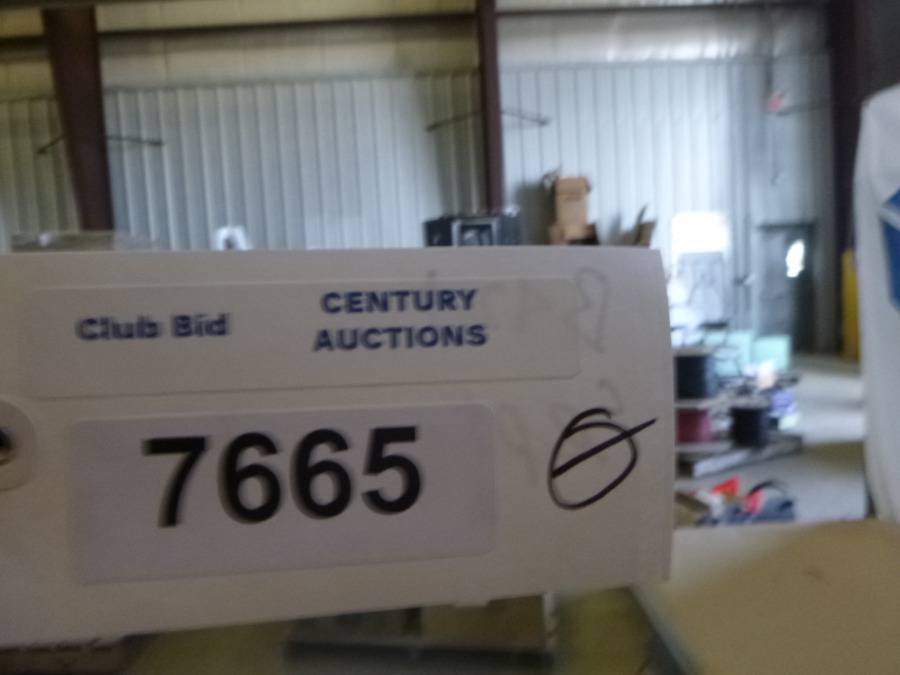 Club Bid
CENTURY
AUCTIONS
7665